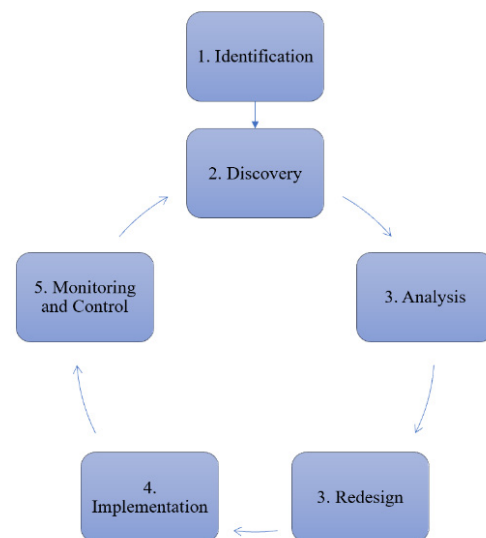 1. Identification
2. Discovery
3. Analysis
3. Redesign
4.
Implementation
5. Monitoring
and Control